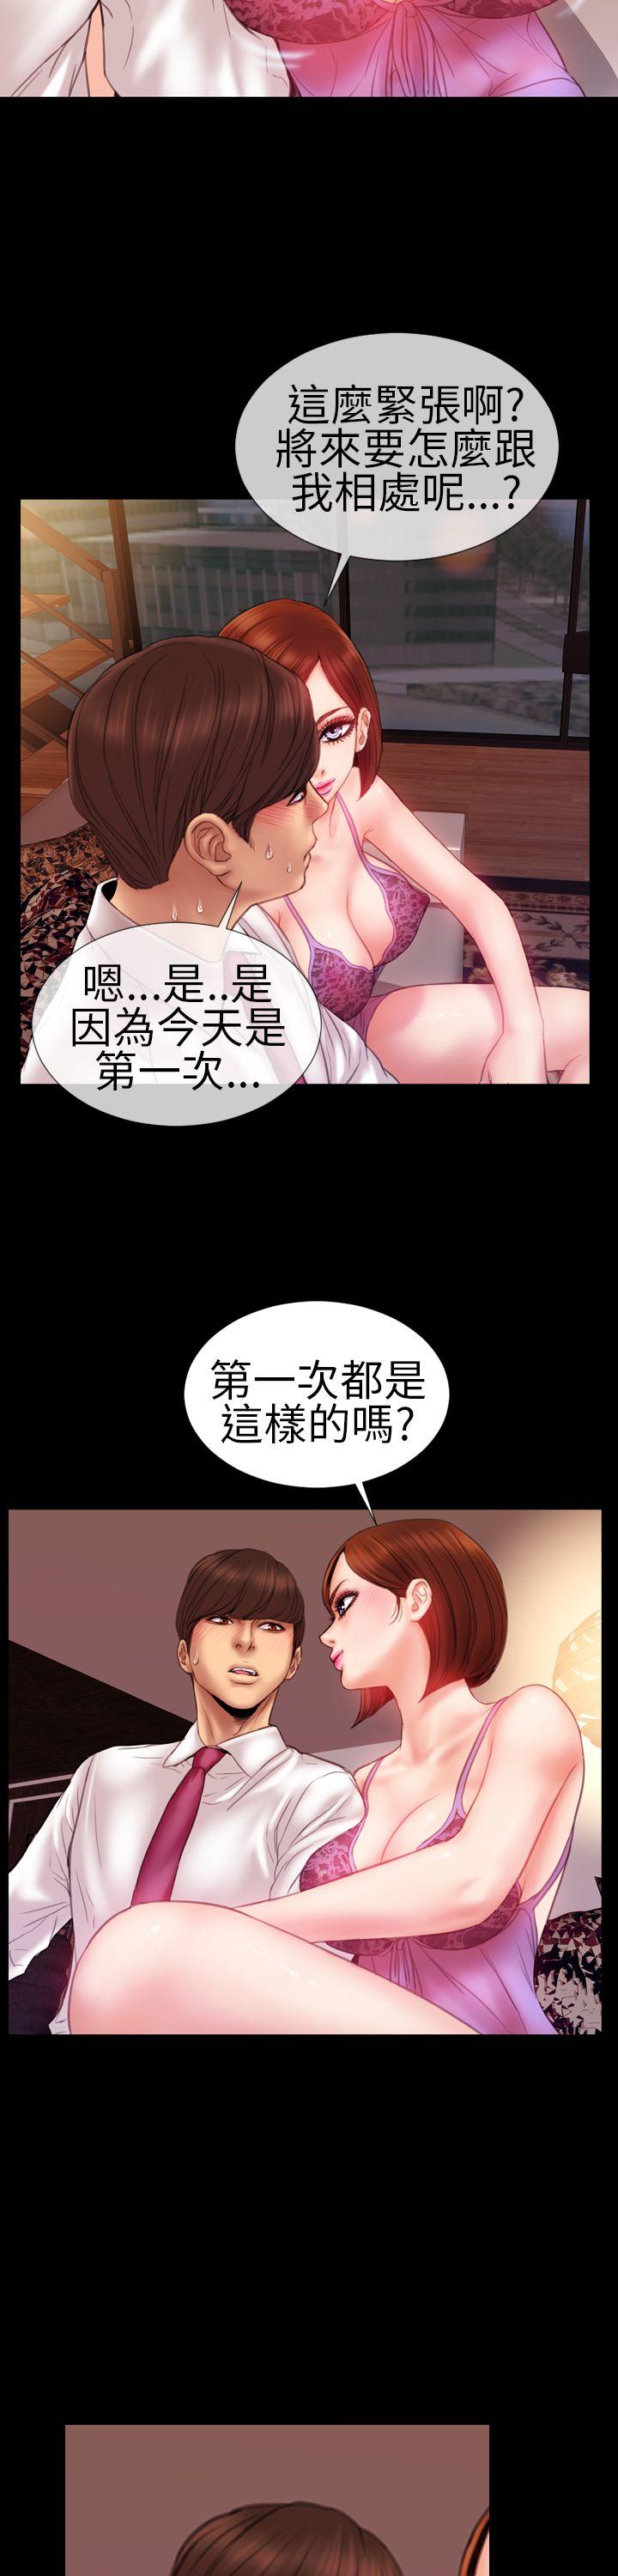 這麼緊張啊?
將來要怎麼跟
我相處呢...?
嗯...是..是
因為今天是
第一次...
第一次都是
這樣的嗎?